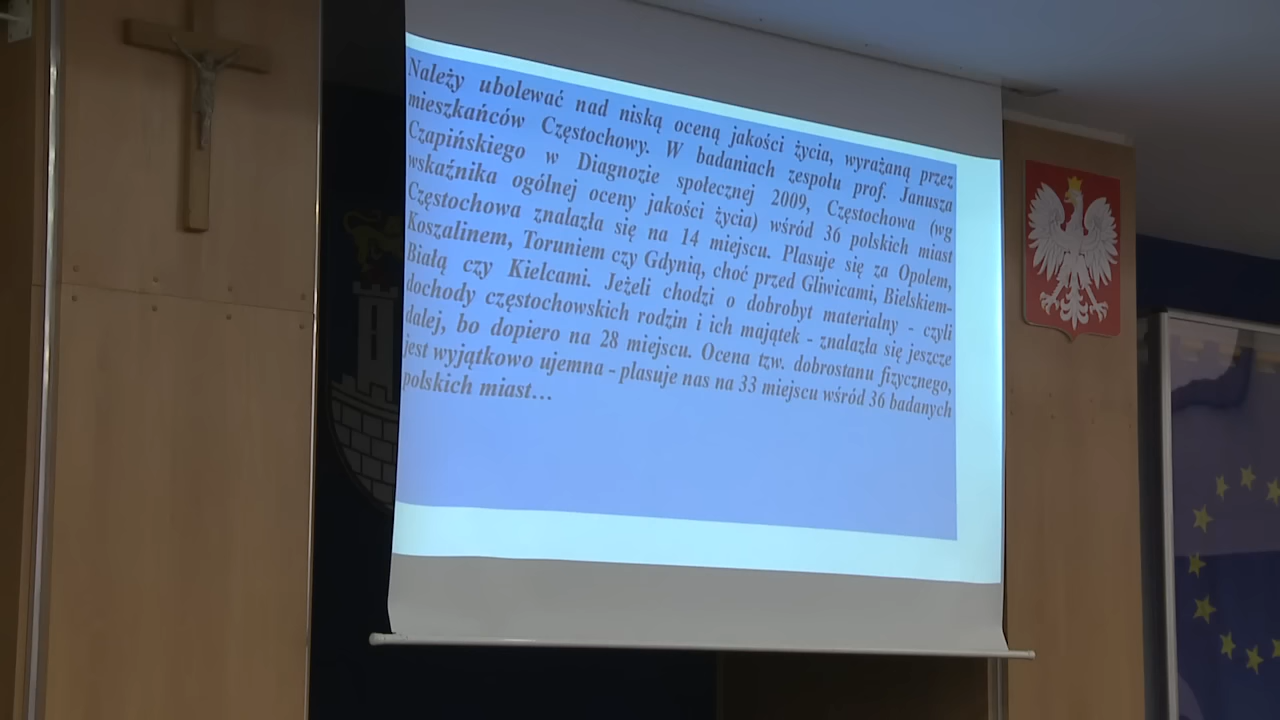 Należy ubolewać nad niską oceną jakości życia, wyrażaną przez
mieszkańców Częstochowy. W badaniach zespołu prof. Janusza
Czapińskiego w Diagnozie społecznej 2009, Częstochowa (wg
wskaźnika ogólnej oceny jakości życia) wśród 36 polskich miast
Częstochowa znalazła się na 14 miejscu. Plasuje się za Opolem,
Koszalinem, Toruniem czy Gdynią, choć przed Gliwicami, Bielskiem-
Białą czy Kielcami. Jeżeli chodzi o dobrobyt materialny - czyli
dochody częstochowskich rodzin i ich majątek - znalazła się jeszcze
dalej, bo dopiero na 28 miejscu. Ocena tzw. dobrostanu fizycznego,
jest wyjątkowo ujemna - plasuje nas na 33 miejscu wśród 36 badanych
polskich miast…